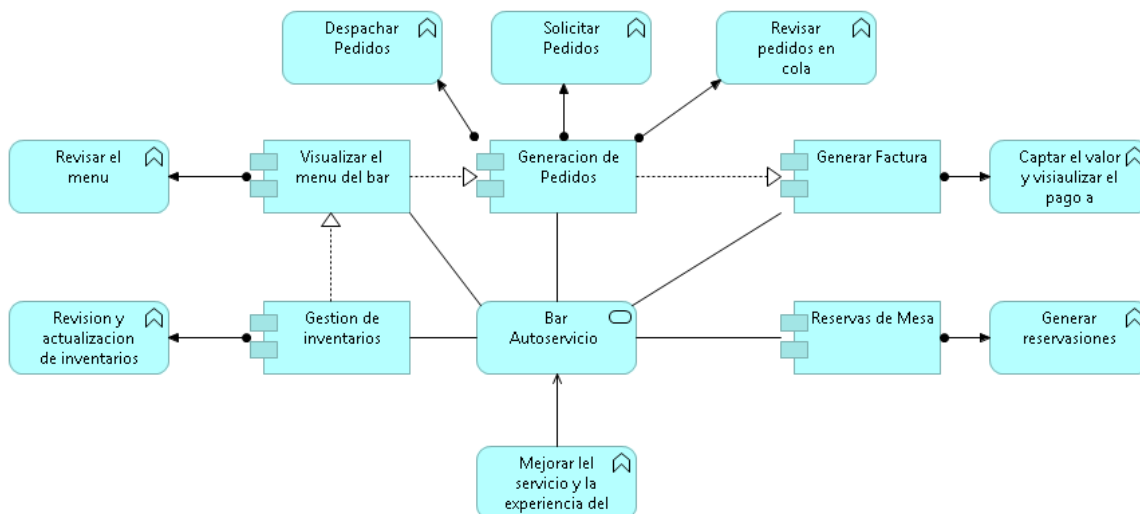 Despachar
Pedidos
Solicitar
Pedidos
Revisar
pedidos en
cola
Revisar el
menu
Visualizar el
menu del bar
Generacion de
Pedidos
Generar Factura
Captar el valor
y visiaulizar el
pago a
Revision y
actualizacion
de inventarios
Gestion de
inventarios
Bar
Autoservicio
Reservas de Mesa
Generar
reservasiones
Mejorar lel
servicio y la
experiencia del